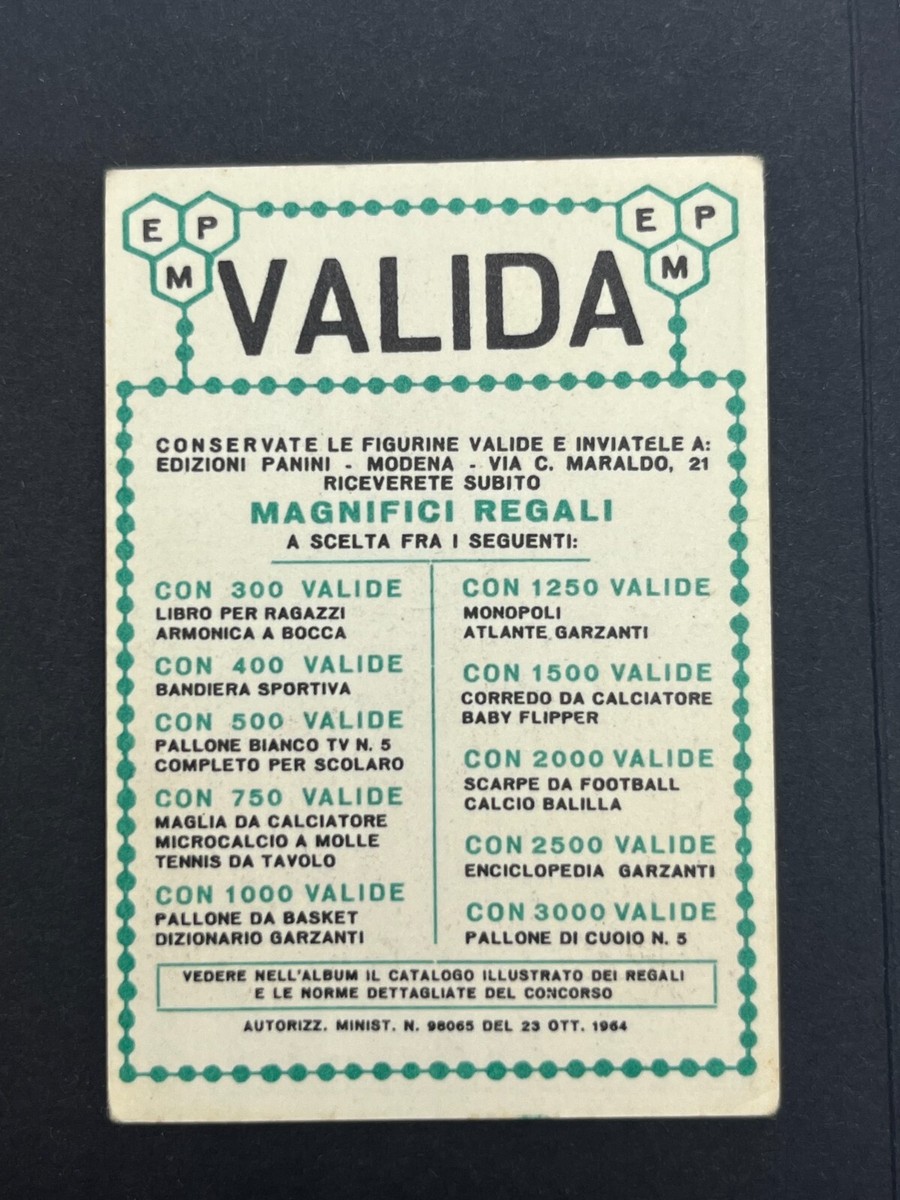 E P
M
E P
M
VALIDA
CONSERVATE LE FIGURINE VALIDE E INVIATELE A:
EDIZIONI PANINI - MODENA - VIA C. MARALDO, 21
RICEVERETE SUBITO
MAGNIFICI REGALI
A SCELTA FRA I SEGUENTI:
CON 300 VALIDE
LIBRO PER RAGAZZI
ARMONICA A BOCCA
CON 400 VALIDE
BANDIERA SPORTIVA
CON 500 VALIDE
PALLONE BIANCO TV N. 5
COMPLETO PER SCOLARO
CON 750 VALIDE
MAGLIA DA CALCIATORE
MICROCALCIO A MOLLE
TENNIS DA TAVOLO
CON 1000 VALIDE
PALLONE DA BASKET
DIZIONARIO GARZANTI
CON 1250 VALIDE
MONOPOLI
ATLANTE GARZANTI
CON 1500 VALIDE
CORREDO DA CALCIATORE
BABY FLIPPER
CON 2000 VALIDE
SCARPE DA FOOTBALL
CALCIO BALILLA
CON 2500 VALIDE
ENCICLOPEDIA GARZANTI
CON 3000 VALIDE
PALLONE DI CUOIO N. 5
VEDERE NELL'ALBUM IL CATALOGO ILLUSTRATO DEI REGALI
E LE NORME DETTAGLIATE DEL CONCORSO
AUTORIZZ. MINIST. N. 98065 DEL 23 OTT. 1964